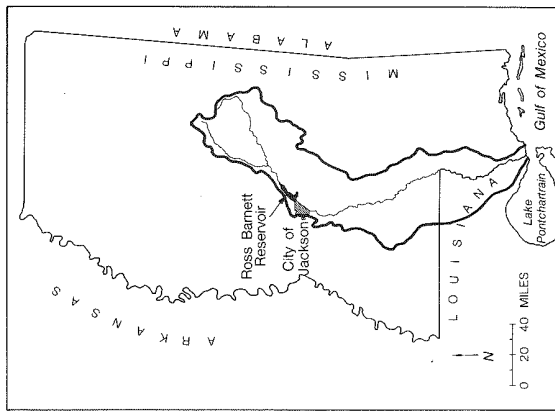 ARKANSAS
MISSISSIPPI
ALABAMA
Ross Barnett
Reservoir
City of
Jackson
LOUISIANA
Lake
Pontchartrain
Gulf of Mexico
N
0 20 40
MILES